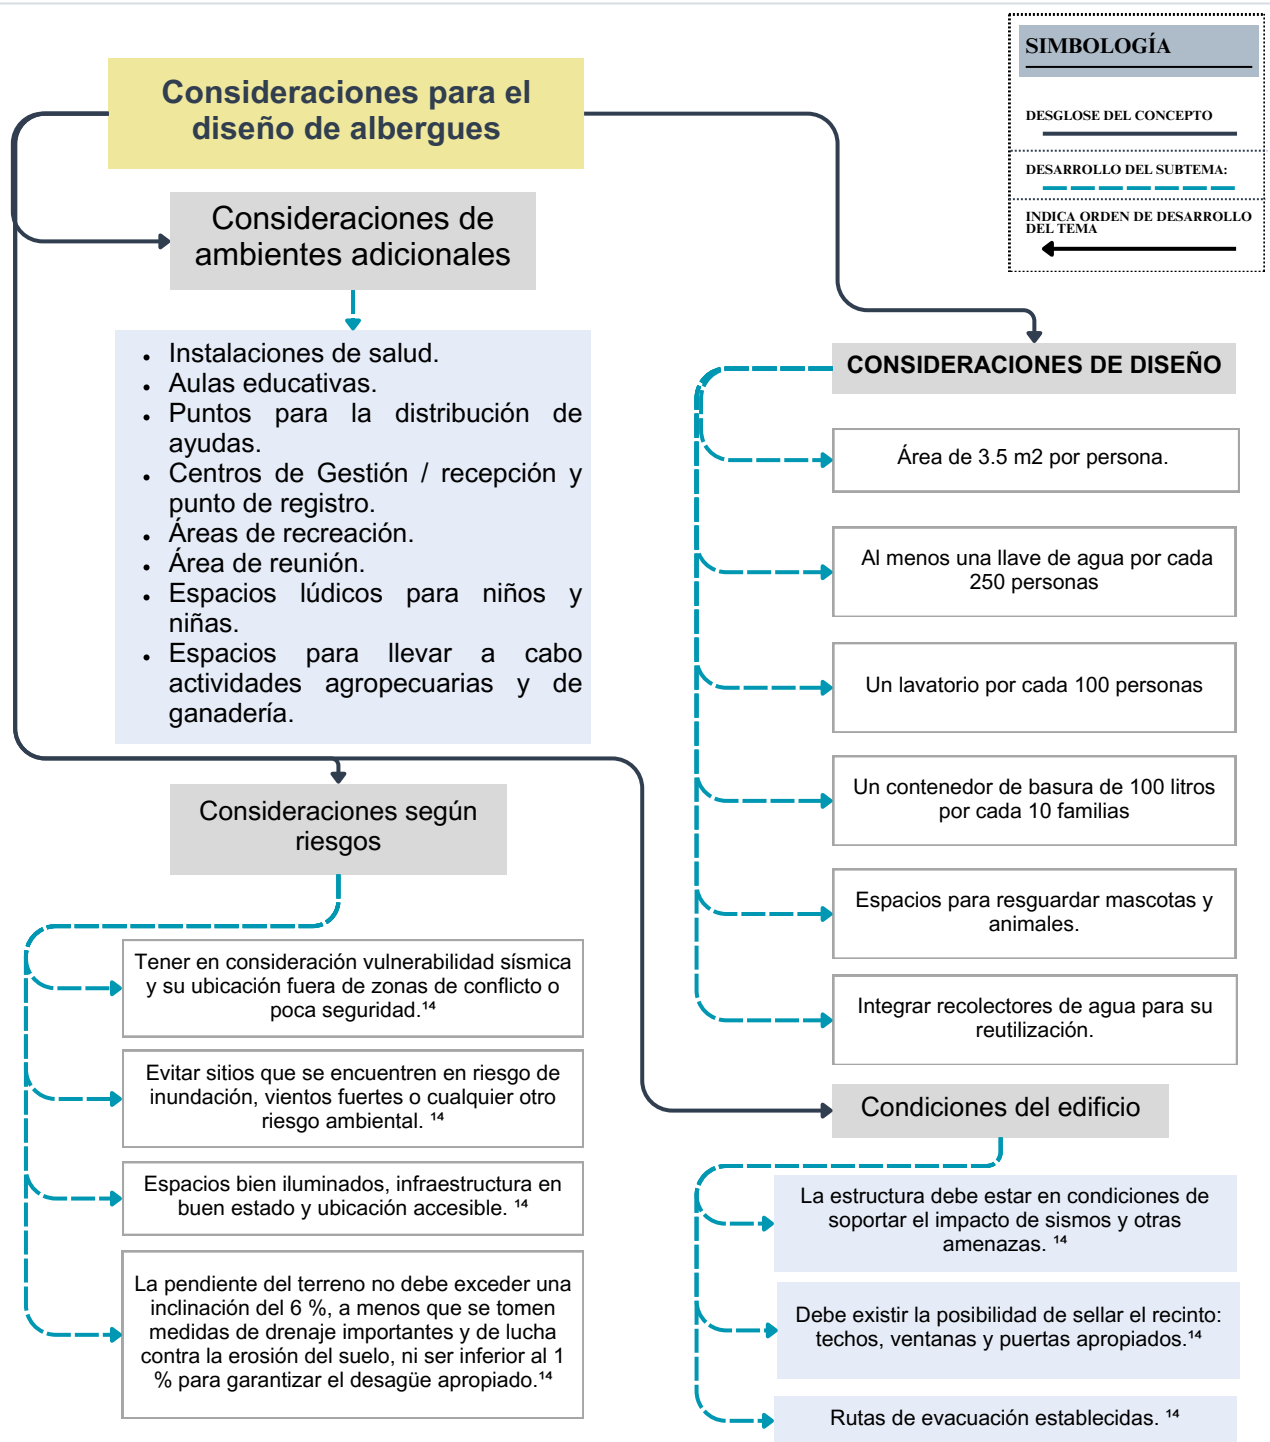 SIMBOLOGÍA
DESGLOSE DEL CONCEPTO
DESARROLLO DEL SUBTEMA:
INDICA ORDEN DE DESARROLLO
DEL TEMA
Consideraciones para el
diseño de albergues
Consideraciones de
ambientes adicionales
• Instalaciones de salud.
• Aulas educativas.
• Puntos para la distribución de
ayudas.
• Centros de Gestión / recepción y
punto de registro.
• Áreas de recreación.
• Área de reunión.
• Espacios lúdicos para niños y
niñas.
• Espacios para llevar a cabo
actividades agropecuarias y de
ganadería.
CONSIDERACIONES DE DISEÑO
Área de 3.5 m2 por persona.
Al menos una llave de agua por cada
250 personas
Un lavatorio por cada 100 personas
Un contenedor de basura de 100 litros
por cada 10 familias
Espacios para resguardar mascotas y
animales.
Integrar recolectores de agua para su
reutilización.
Consideraciones según
riesgos
Tener en consideración vulnerabilidad sísmica
y su ubicación fuera de zonas de conflicto o
poca seguridad.¹⁴
Evitar sitios que se encuentren en riesgo de
inundación, vientos fuertes o cualquier otro
riesgo ambiental. ¹⁴
Espacios bien iluminados, infraestructura en
buen estado y ubicación accesible. ¹⁴
La pendiente del terreno no debe exceder una
inclinación del 6 %, a menos que se tomen
medidas de drenaje importantes y de lucha
contra la erosión del suelo, ni ser inferior al 1
% para garantizar el desagüe apropiado.¹⁴
Condiciones del edificio
La estructura debe estar en condiciones de
soportar el impacto de sismos y otras
amenazas. ¹⁴
Debe existir la posibilidad de sellar el recinto:
techos, ventanas y puertas apropiados.¹⁴
Rutas de evacuación establecidas. ¹⁴